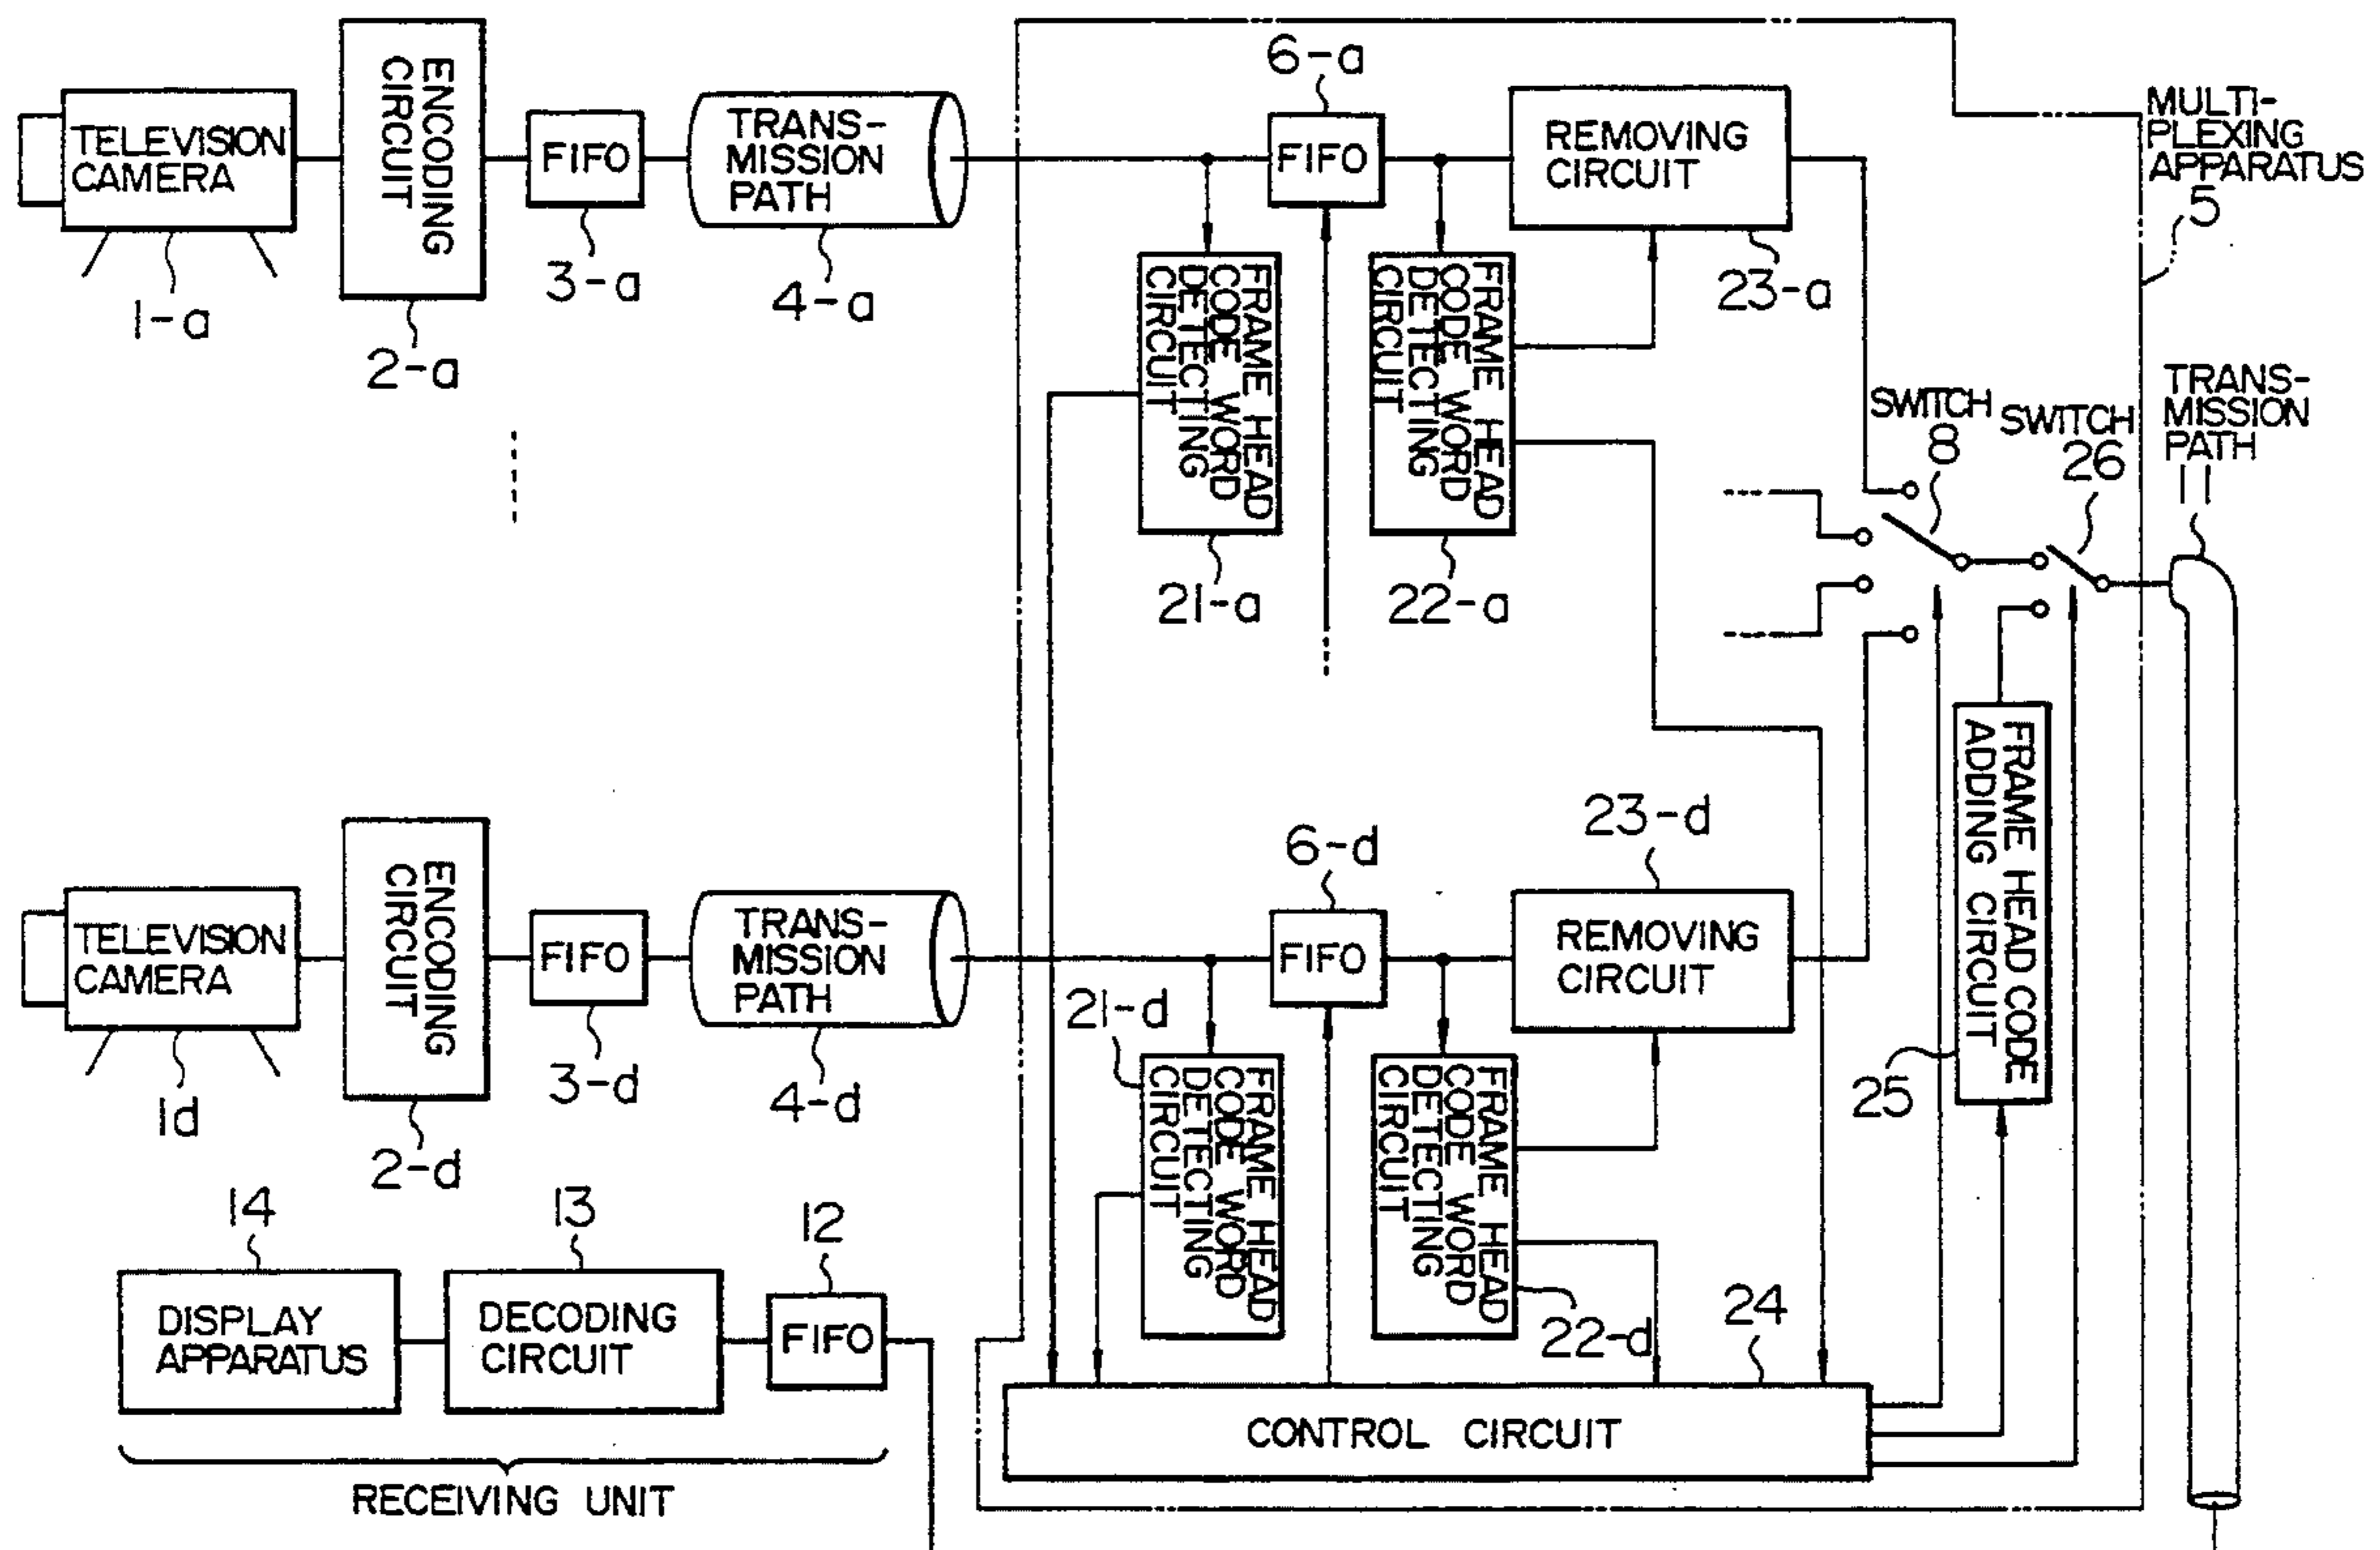 TELEVISION
CAMERA
1-a
ENCODING
CIRCUIT
2-a
FIFO
3-a
TRANS-
MISSION
PATH
4-a
6-a
FIFO
REMOVING
CIRCUIT
23-a
FRAME HEAD
CODE WORD
DETECTING
CIRCUIT
21-a
FRAME HEAD
CODE WORD
DETECTING
CIRCUIT
22-a
MULTI-
PLEXING
APPARATUS
5
SWITCH
8
SWITCH
26
TRANS-
MISSION
PATH
11
TELEVISION
CAMERA
1d
ENCODING
CIRCUIT
2-d
FIFO
3-d
TRANS-
MISSION
PATH
4-d
6-d
FIFO
23-d
REMOVING
CIRCUIT
21-d
FRAME HEAD
CODE WORD
DETECTING
CIRCUIT
FRAME HEAD
CODE WORD
DETECTING
CIRCUIT
22-d
FRAME HEAD CODE
ADDING CIRCUIT
25
14
DISPLAY
APPARATUS
13
DECODING
CIRCUIT
12
FIFO
RECEIVING UNIT
24
CONTROL CIRCUIT